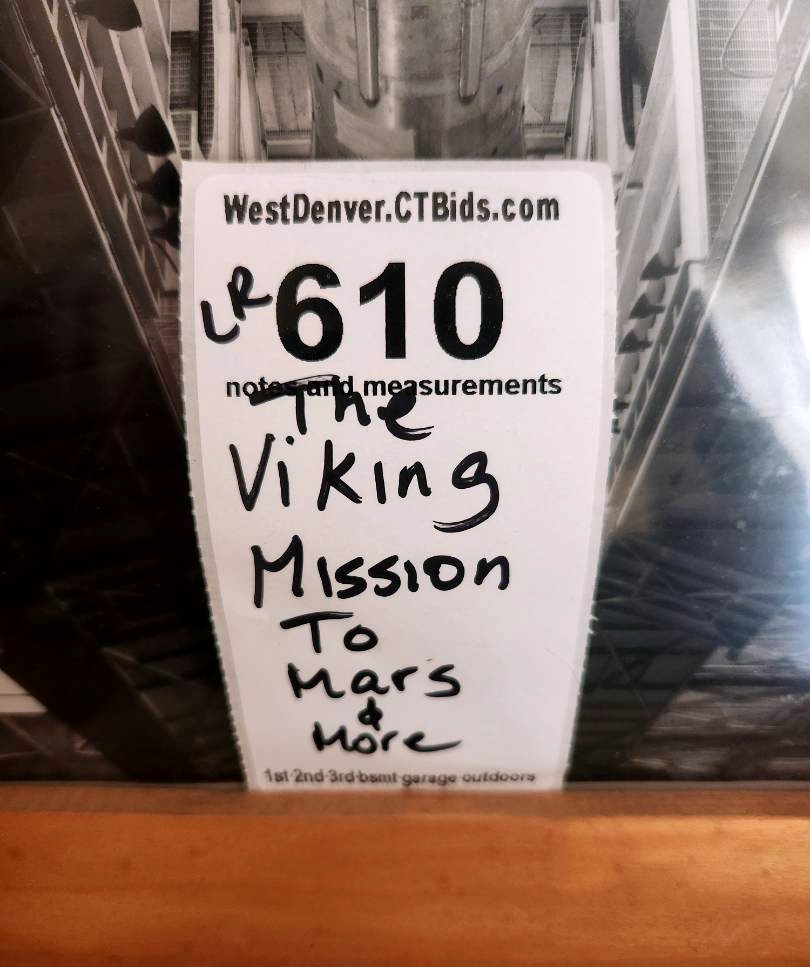 WestDenver.CTBids.com
LR 610
notes and measurements
The
Viking
Mission
To
Mars
&
More
1st 2nd 3rd bsmt garage outdoors